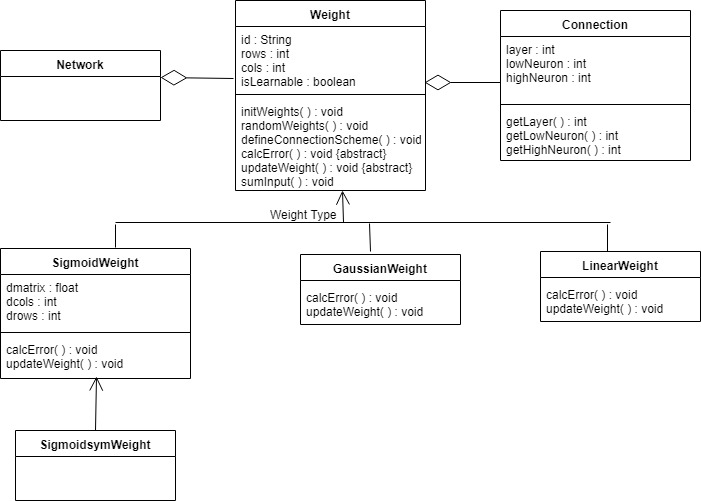 Weight
id : String
rows : int
cols : int
isLearnable : boolean
initWeights( ) : void
randomWeights( ) : void
defineConnectionScheme( ) : void
calcError( ) : void {abstract}
updateWeight( ) : void {abstract}
sumInput( ) : void
Connection
layer : int
lowNeuron : int
highNeuron : int
getLayer( ) : int
getLowNeuron( ) : int
getHighNeuron( ) : int
Network
Weight Type
SigmoidWeight
dmatrix : float
dcols : int
drows : int
calcError( ) : void
updateWeight( ) : void
GaussianWeight
calcError( ) : void
updateWeight( ) : void
LinearWeight
calcError( ) : void
updateWeight( ) : void
SigmoidsymWeight